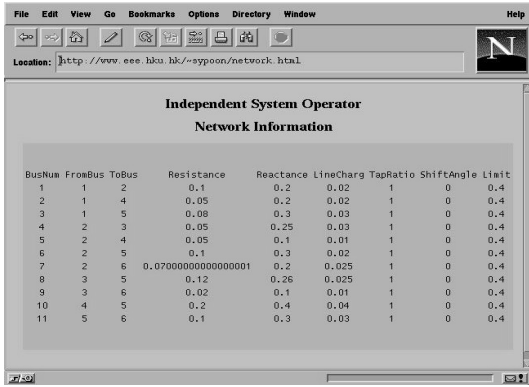 File Edit View Go Bookmarks Options Directory Window Help
N
Location: http://www.eee.hku.hk/~sypoon/network.html
Independent System Operator
Network Information
BusNum FromBus ToBus Resistance Reactance LineCharg TapRatio ShiftAngle Limit
1 1 2 0.1 0.2 0.02 1 0 0.4
2 1 4 0.05 0.2 0.02 1 0 0.4
3 1 5 0.08 0.3 0.03 1 0 0.4
4 2 3 0.05 0.25 0.03 1 0 0.4
5 2 4 0.05 0.1 0.01 1 0 0.4
6 2 5 0.1 0.3 0.02 1 0 0.4
7 2 6 0.07000000000000001 0.2 0.025 1 0 0.4
8 3 5 0.12 0.26 0.025 1 0 0.4
9 3 6 0.02 0.1 0.01 1 0 0.4
10 4 5 0.2 0.4 0.04 1 0 0.4
11 5 6 0.1 0.3 0.03 1 0 0.4